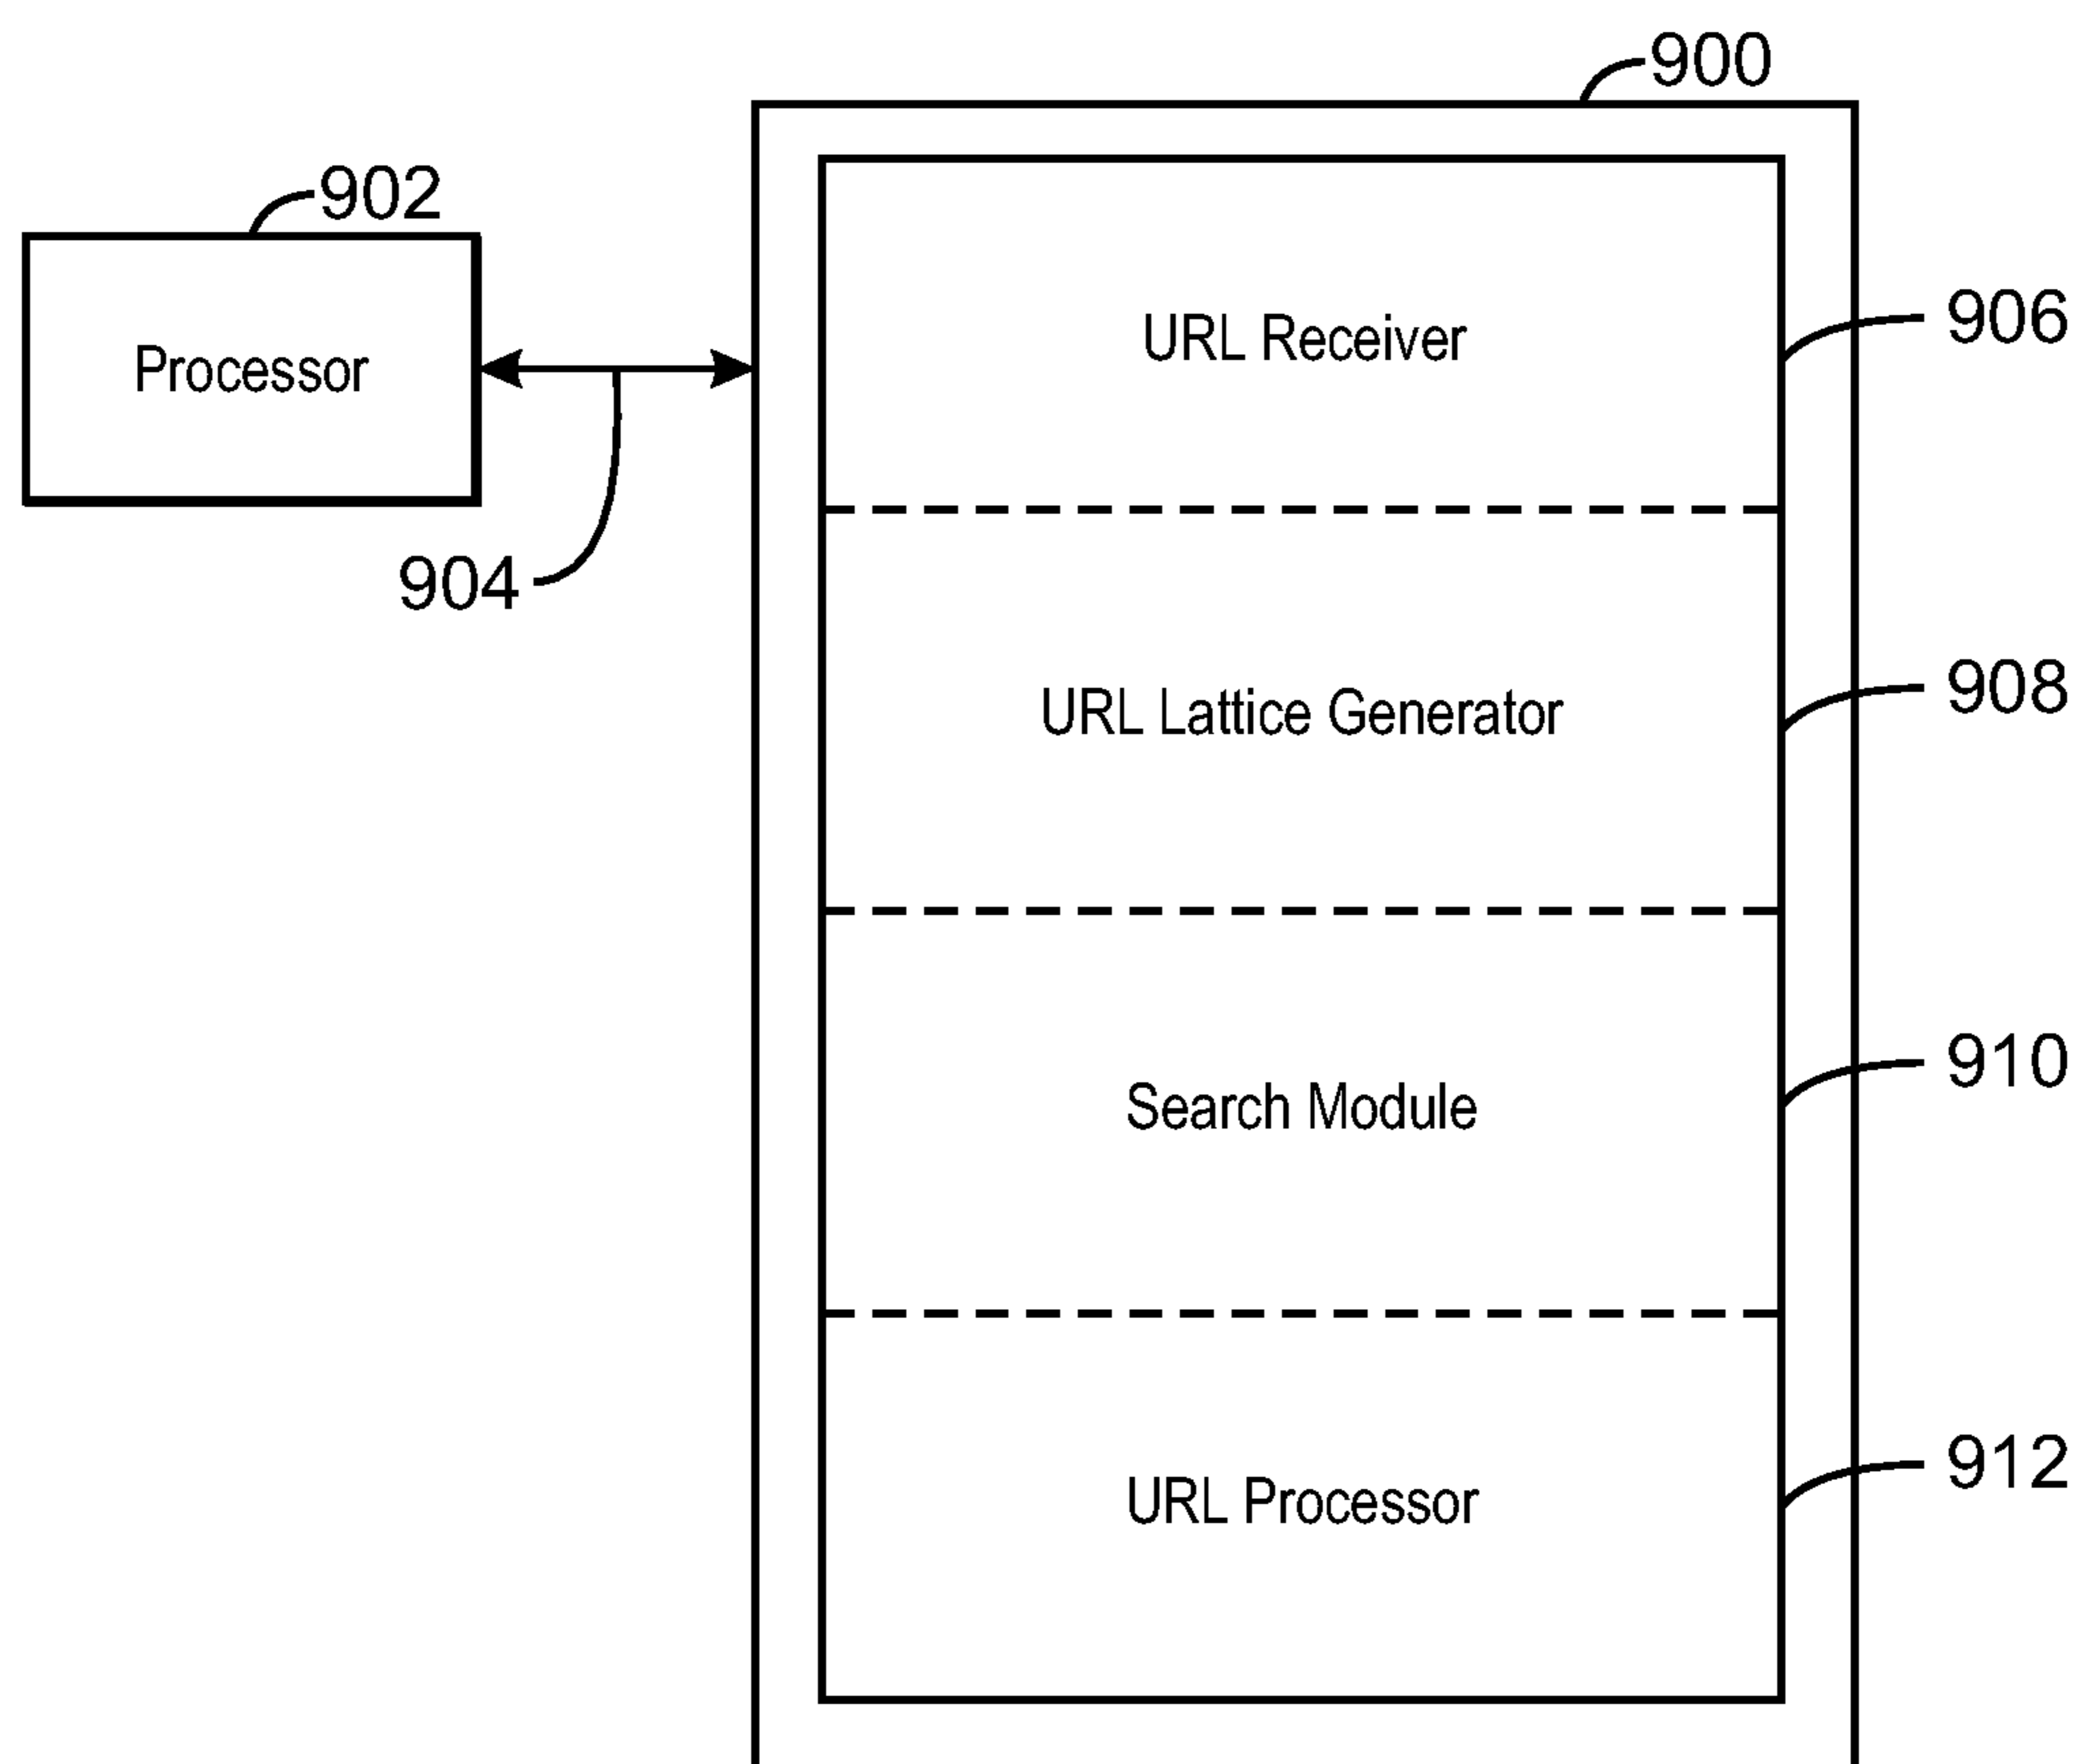 900
902
Processor
904
URL Receiver
906
URL Lattice Generator
908
Search Module
910
URL Processor
912